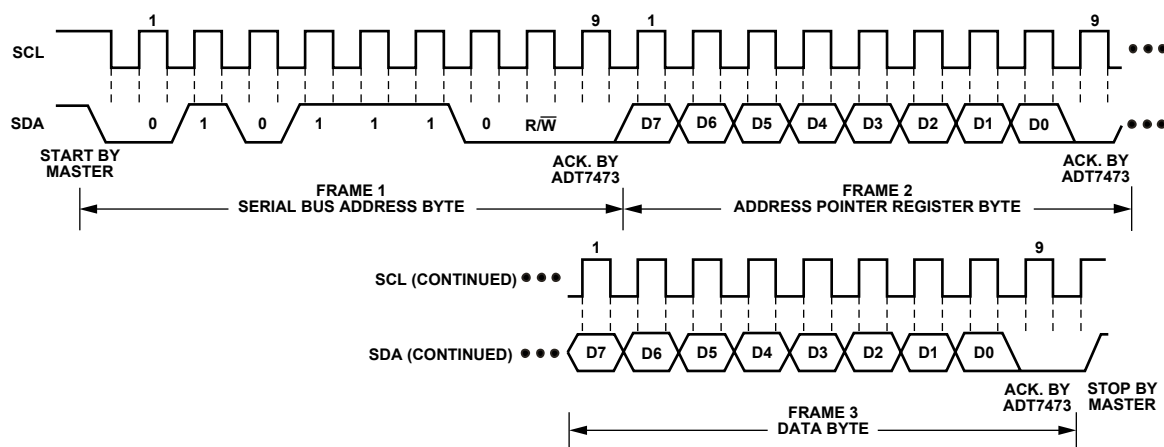 1 9 1 9
SCL
SDA 0 1 0 1 1 1 0 R/W D7 D6 D5 D4 D3 D2 D1 D0
START BY
MASTER
ACK. BY
ADT7473
ACK. BY
ADT7473
FRAME 1
SERIAL BUS ADDRESS BYTE
FRAME 2
ADDRESS POINTER REGISTER BYTE
1 9
SCL (CONTINUED)
SDA (CONTINUED) D7 D6 D5 D4 D3 D2 D1 D0
ACK. BY
ADT7473
STOP BY
MASTER
FRAME 3
DATA BYTE